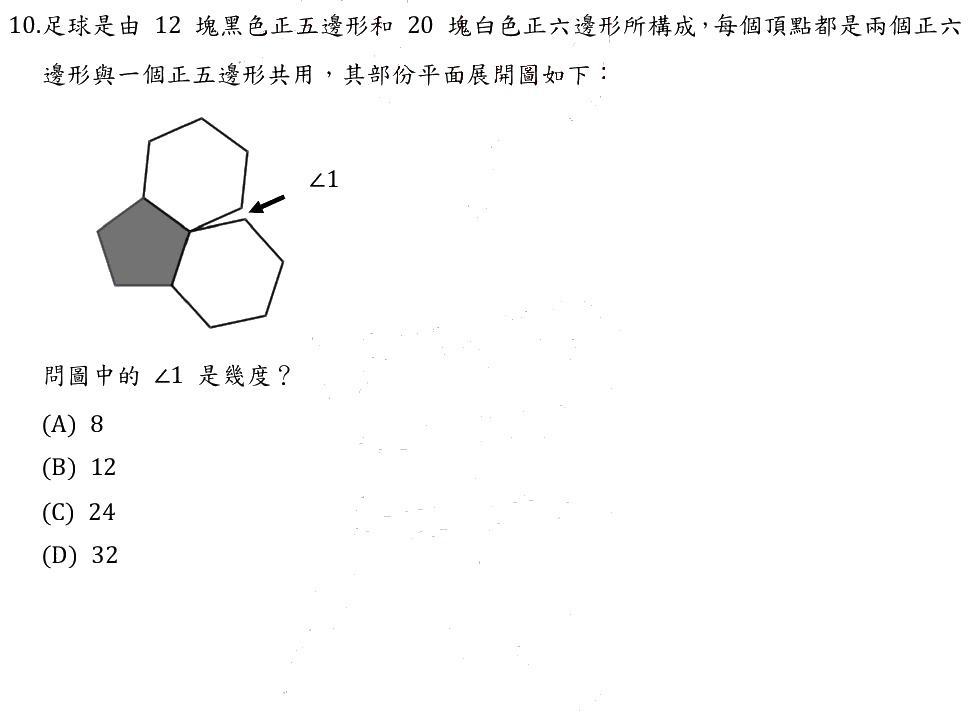 10.足球是由 12 塊黑色正五邊形和 20 塊白色正六邊形所構成，每個頂點都是兩個正六
邊形與一個正五邊形共用，其部份平面展開圖如下：
∠1
問圖中的 ∠1 是幾度？
(A) 8
(B) 12
(C) 24
(D) 32